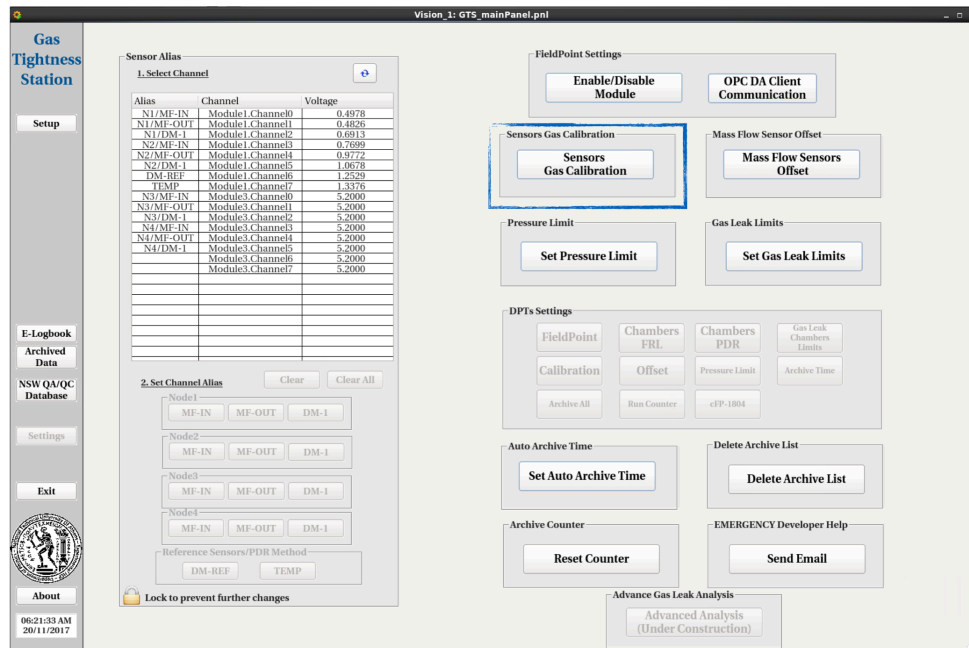 Vision_1: GTS_mainPanel.pnl
Gas
Tightness
Station
Setup
E-Logbook
Archived
Data
NSW QA/QC
Database
Settings
Exit
About
06:21:33 AM
20/11/2017
Sensor Alias
1. Select Channel
Alias Channel Voltage
N1/MF-IN Module1.Channel0 0.4978
N1/MF-OUT Module1.Channel1 0.4826
N1/DM-1 Module1.Channel2 0.6913
N2/MF-IN Module1.Channel3 0.7699
N2/MF-OUT Module1.Channel4 0.9772
N2/DM-1 Module1.Channel5 1.0678
DM-REF Module1.Channel6 1.2529
TEMP Module1.Channel7 1.3376
N3/MF-IN Module3.Channel0 5.2000
N3/MF-OUT Module3.Channel1 5.2000
N3/DM-1 Module3.Channel2 5.2000
N4/MF-IN Module3.Channel3 5.2000
N4/MF-OUT Module3.Channel4 5.2000
N4/DM-1 Module3.Channel5 5.2000
Module3.Channel6 5.2000
Module3.Channel7 5.2000
2. Set Channel Alias Clear Clear All
Node1
MF-IN MF-OUT DM-1
Node2
MF-IN MF-OUT DM-1
Node3
MF-IN MF-OUT DM-1
Node4
MF-IN MF-OUT DM-1
Reference Sensors/PDR Method
DM-REF TEMP
Lock to prevent further changes
FieldPoint Settings
Enable/Disable
Module
OPC DA Client
Communication
Sensors Gas Calibration
Sensors
Gas Calibration
Mass Flow Sensor Offset
Mass Flow Sensors
Offset
Pressure Limit
Set Pressure Limit
Gas Leak Limits
Set Gas Leak Limits
DPTs Settings
FieldPoint
Chambers
FRL
Chambers
PDR
Gas Leak
Chambers
Limits
Calibration Offset Pressure Limit Archive Time
Archive All Run Counter cFP-1804
Auto Archive Time
Set Auto Archive Time
Delete Archive List
Delete Archive List
Archive Counter
Reset Counter
EMERGENCY Developer Help
Send Email
Advance Gas Leak Analysis
Advanced Analysis
(Under Construction)